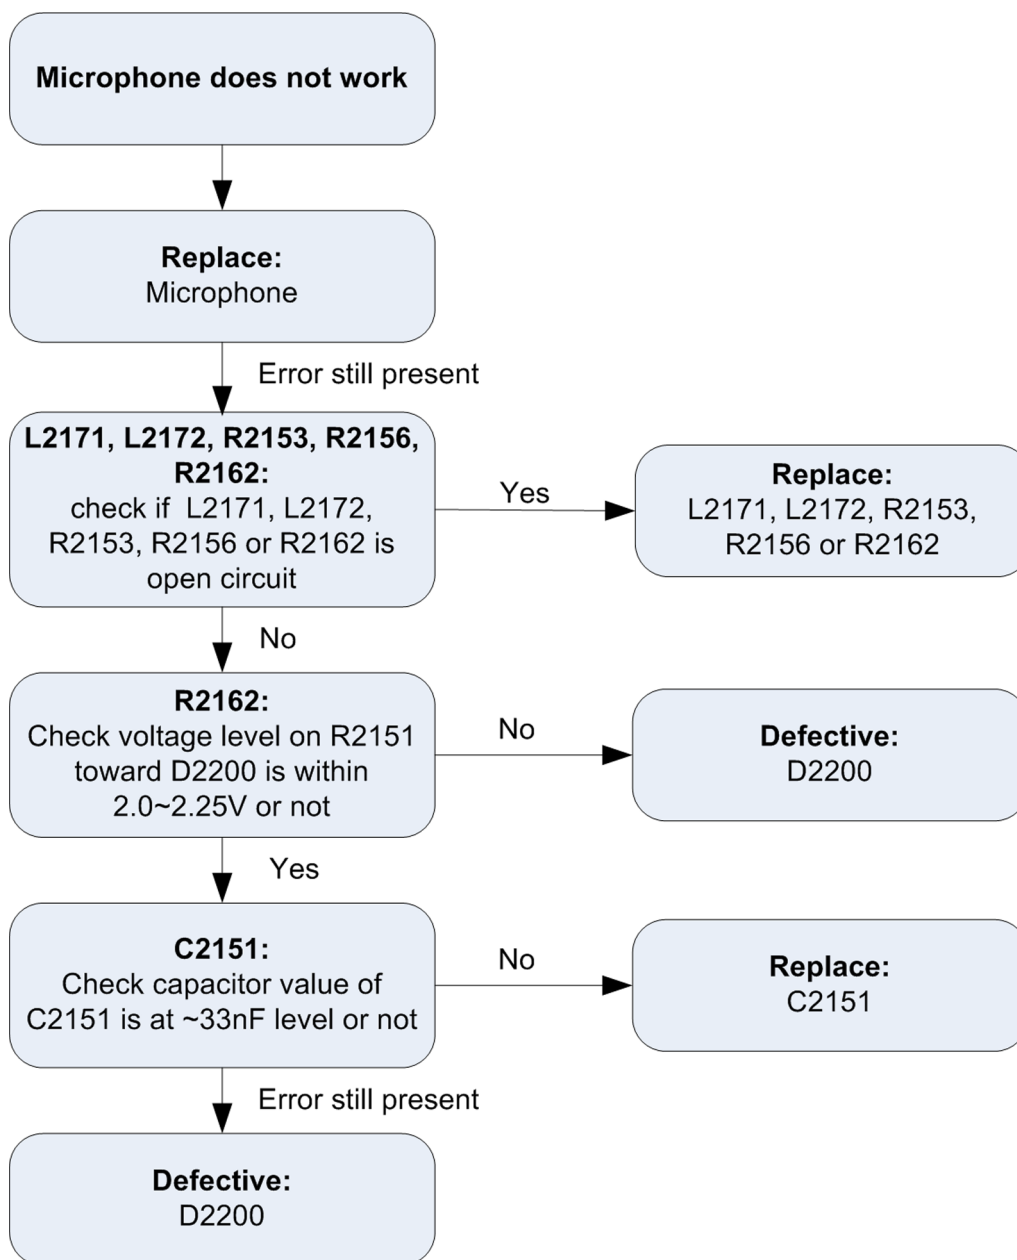 Microphone does not work
Replace:
Microphone
Error still present
L2171, L2172, R2153, R2156,
R2162:
check if  L2171, L2172,
R2153, R2156 or R2162 is
open circuit
Yes
Replace:
L2171, L2172, R2153,
R2156 or R2162
No
R2162:
Check voltage level on R2151
toward D2200 is within
2.0~2.25V or not
No
Defective:
D2200
Yes
C2151:
Check capacitor value of
C2151 is at ~33nF level or not
No
Replace:
C2151
Error still present
Defective:
D2200